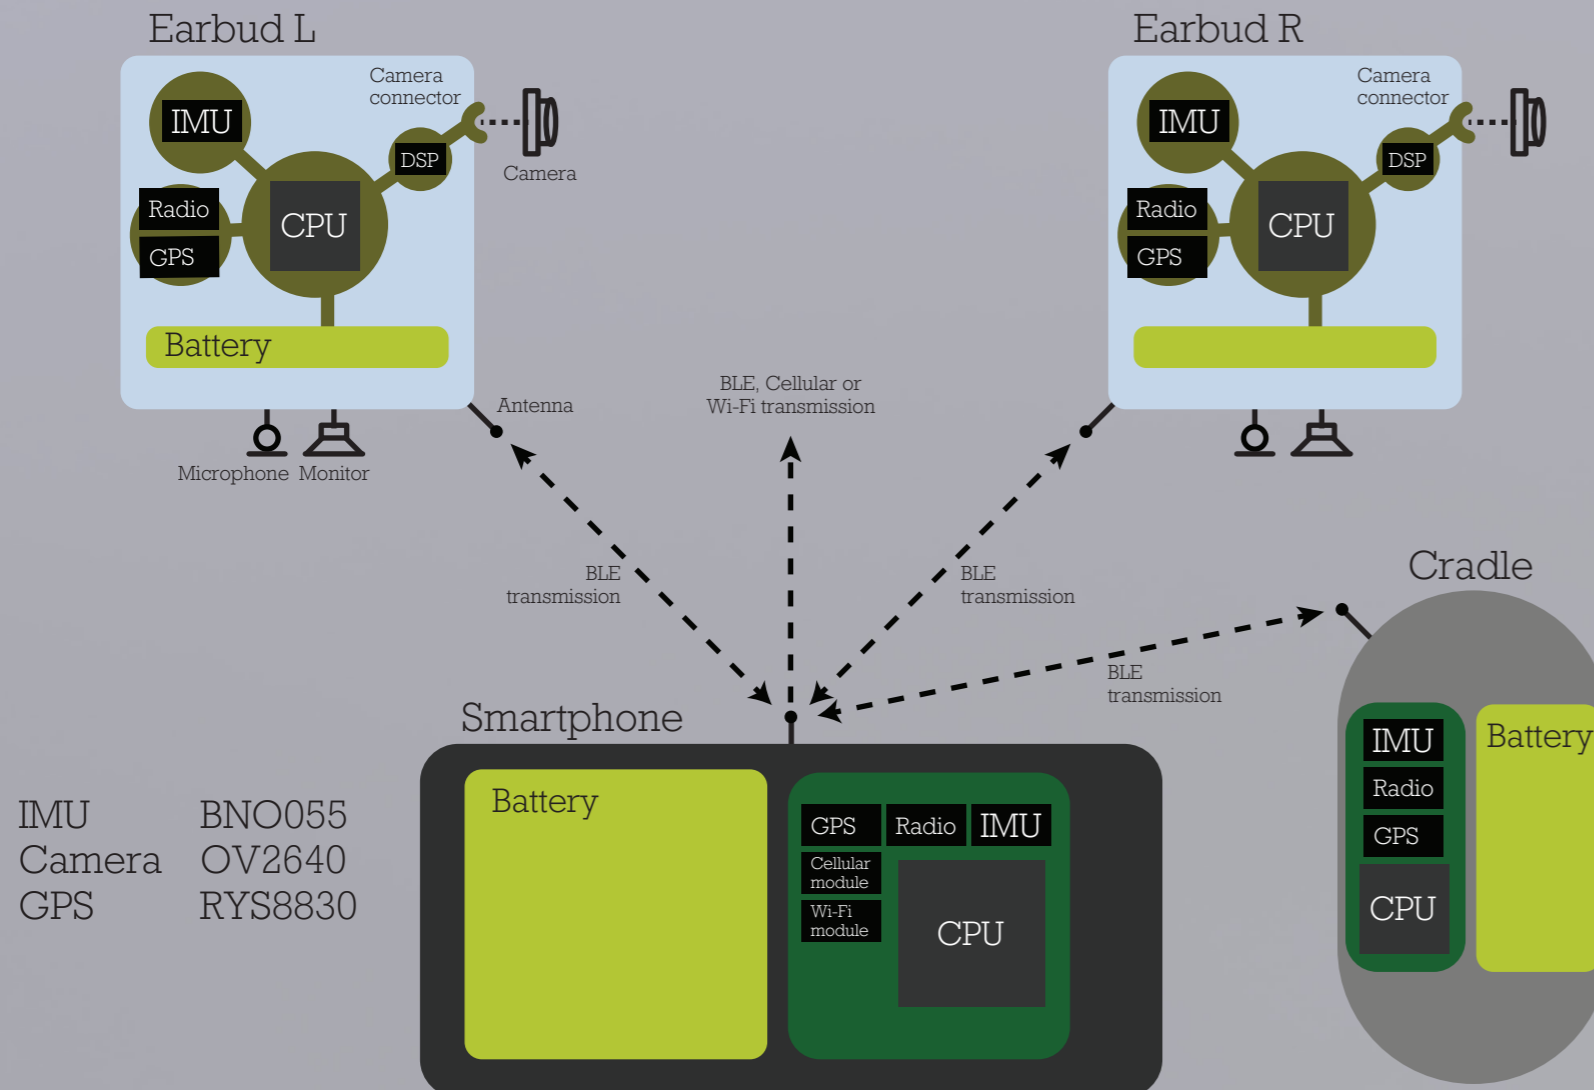 Earbud L
Camera
connector
IMU
DSP
Camera
Radio
CPU
GPS
Battery
Antenna
Microphone Monitor
Earbud R
Camera
connector
IMU
DSP
Radio
CPU
GPS
BLE, Cellular or
Wi-Fi transmission
BLE
transmission
BLE
transmission
BLE
transmission
Cradle
IMU
Radio
GPS
CPU
Battery
Smartphone
Battery
GPS
Radio
IMU
Cellular
module
Wi-Fi
module
CPU
IMU BNO055
Camera OV2640
GPS RYS8830